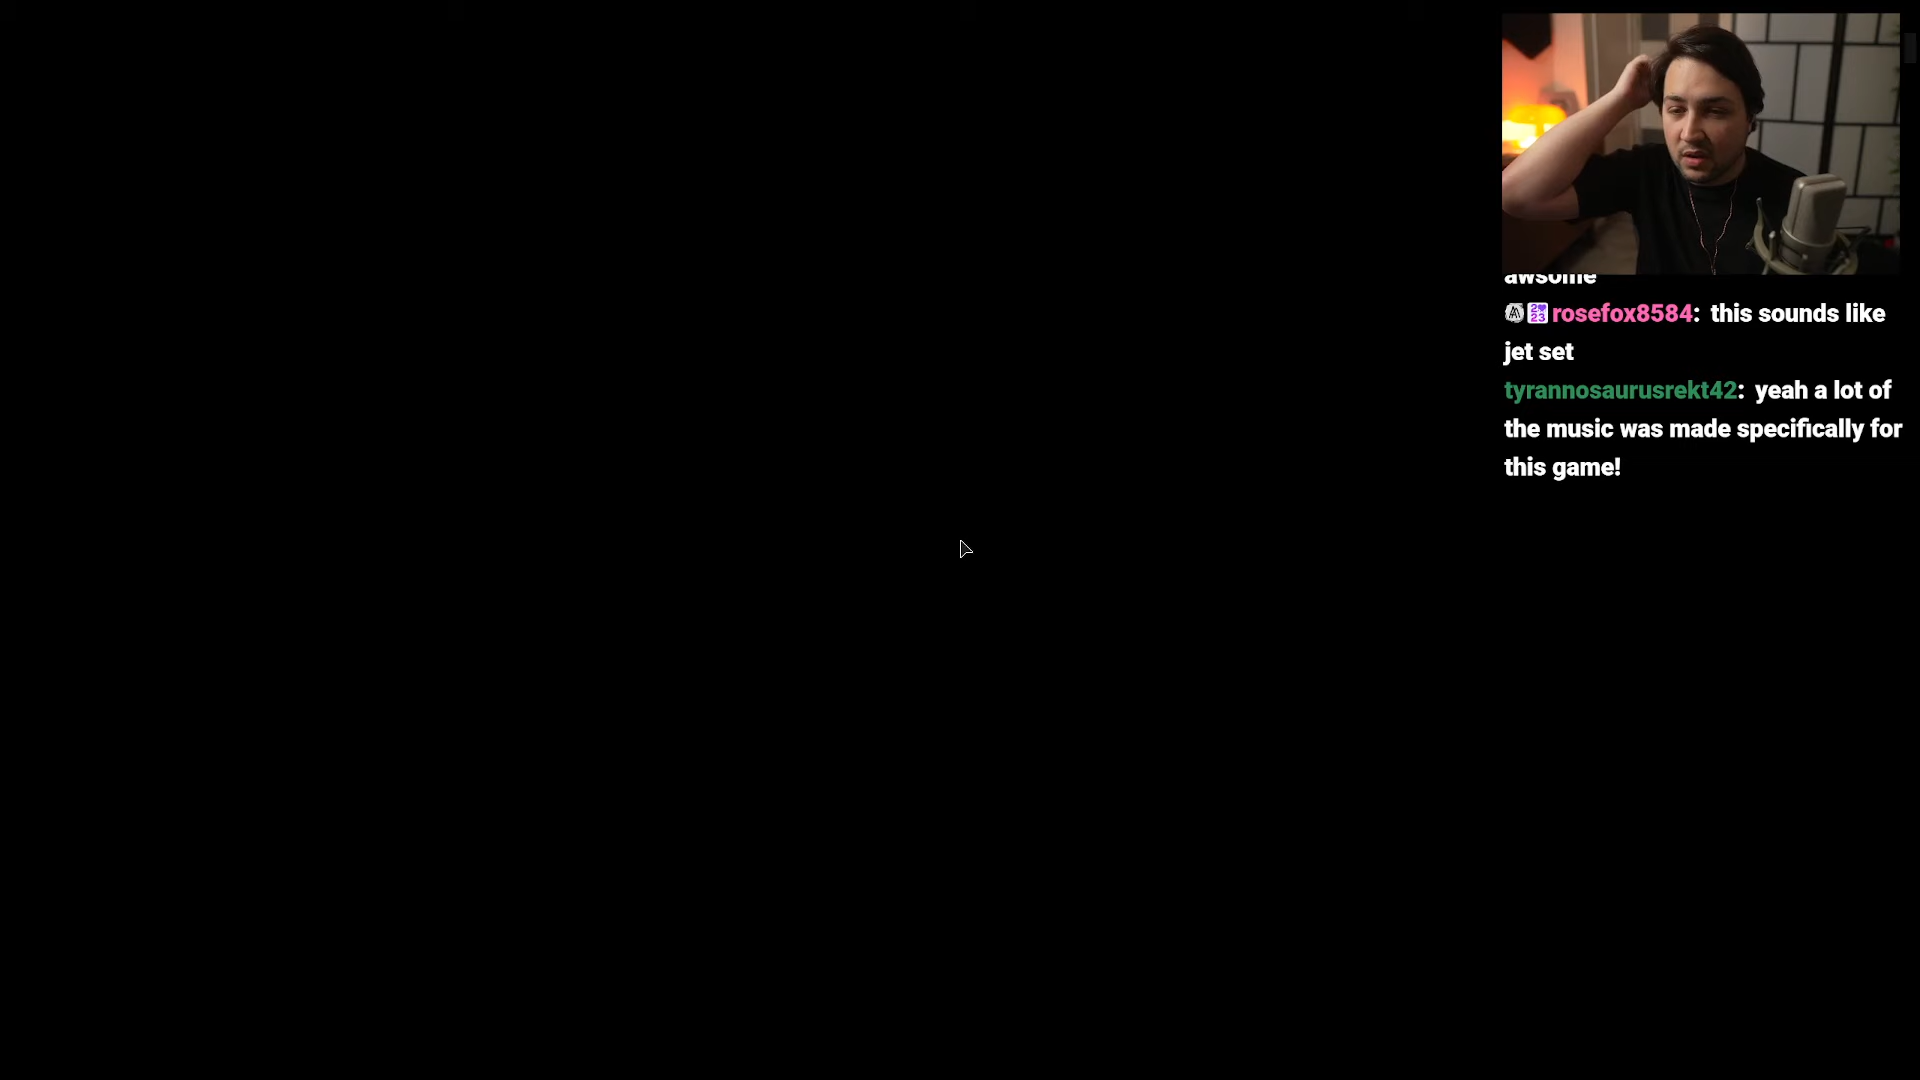 awsome
rosefox8584: this sounds like
jet set
tyrannosaurusrekt42: yeah a lot of
the music was made specifically for
this game!